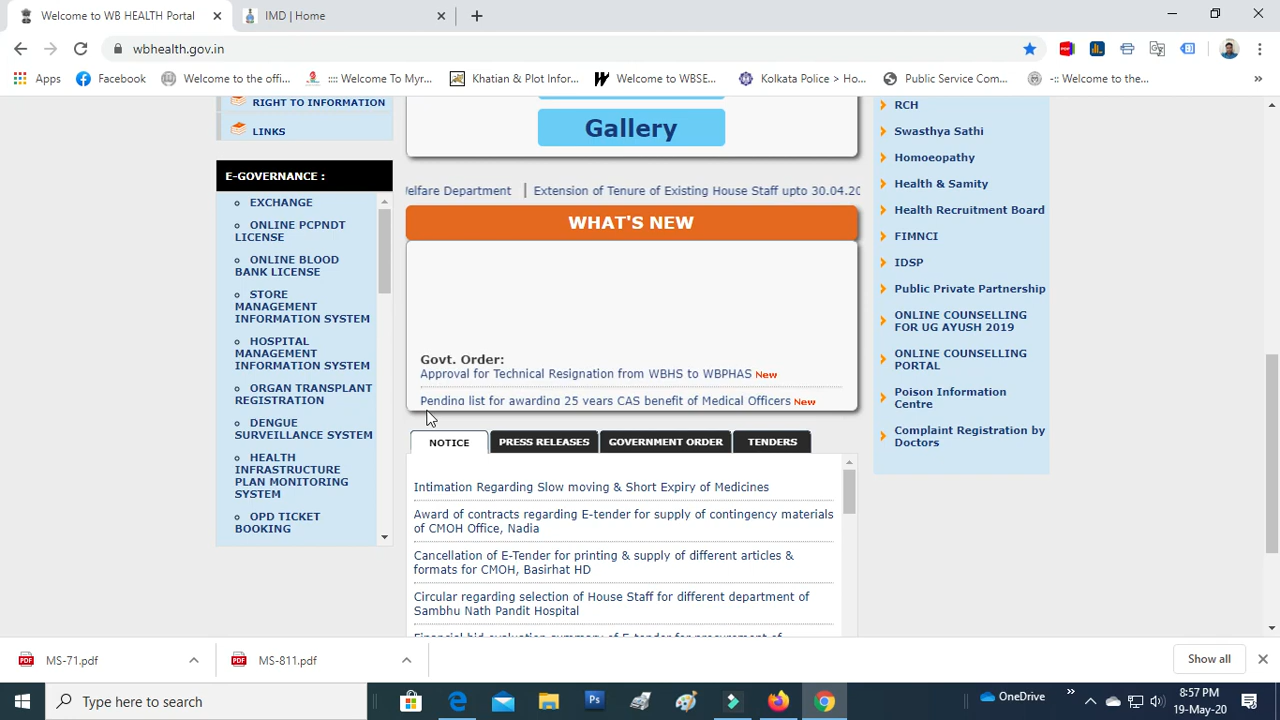 Welcome to WB HEALTH Portal
IMD | Home
wbhealth.gov.in
Apps
Facebook
Welcome to the offi...
:::: Welcome To Myr...
Khatian & Plot Infor...
Welcome to WBSE...
Kolkata Police > Ho...
Public Service Com...
-:: Welcome to the...
»
RIGHT TO INFORMATION
LINKS
E-GOVERNANCE :
EXCHANGE
ONLINE PCPNDT
LICENSE
ONLINE BLOOD
BANK LICENSE
STORE
MANAGEMENT
INFORMATION SYSTEM
HOSPITAL
MANAGEMENT
INFORMATION SYSTEM
ORGAN TRANSPLANT
REGISTRATION
DENGUE
SURVEILLANCE SYSTEM
HEALTH
INFRASTRUCTURE
PLAN MONITORING
SYSTEM
OPD TICKET
BOOKING
Gallery
Department | Extension of Tenure of Existing House Staff upto
WHAT'S NEW
Govt. Order:
Approval for Technical Resignation from WBHS to WBPHAS New
Pending list for awarding 25 years CAS benefit of Medical Officers New
NOTICE
PRESS RELEASES
GOVERNMENT ORDER
TENDERS
Intimation Regarding Slow moving & Short Expiry of Medicines
Award of contracts regarding E-tender for supply of contingency materials
of CMOH Office, Nadia
Cancellation of E-Tender for printing & supply of different articles &
formats for CMOH, Basirhat HD
Circular regarding selection of House Staff for different department of
Sambhu Nath Pandit Hospital
Financial bid evaluation summary of E-tender for procurement of
RCH
Swasthya Sathi
Homoeopathy
Health & Samity
Health Recruitment Board
FIMNCI
IDSP
Public Private Partnership
ONLINE COUNSELLING
FOR UG AYUSH 2019
ONLINE COUNSELLING
PORTAL
Poison Information
Centre
Complaint Registration by
Doctors
MS-71.pdf
MS-811.pdf
Show all
Type here to search
OneDrive
8:57 PM
19-May-20